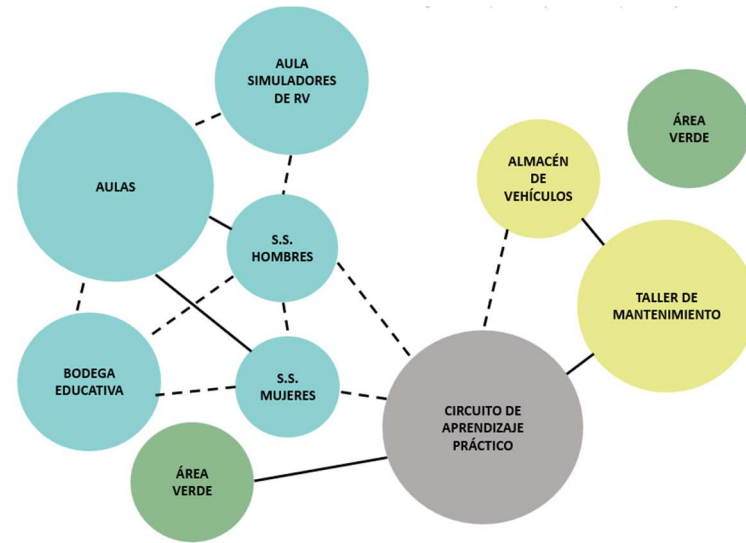 AULA
SIMULADORES
DE RV
ÁREA
VERDE
ALMACÉN
DE
VEHÍCULOS
AULAS
S.S.
HOMBRES
TALLER DE
MANTENIMIENTO
BODEGA
EDUCATIVA
S.S.
MUJERES
CIRCUITO DE
APRENDIZAJE
PRÁCTICO
ÁREA
VERDE